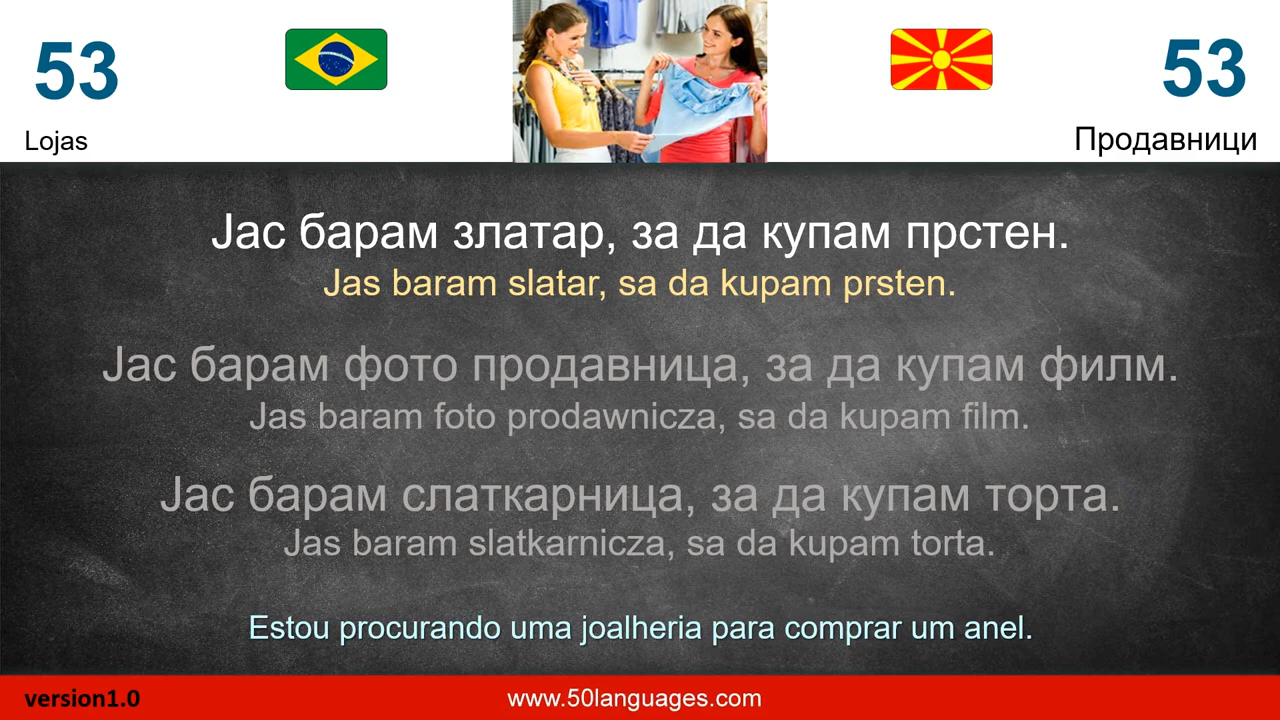 53
53
Lojas
Продавници
Јас барам златар, за да купам прстен.
Jas baram slatar, sa da kupam prsten.
Јас барам фото продавница, за да купам филм.
Jas baram foto prodawnicza, sa da kupam film.
Јас барам слаткарница, за да купам торта.
Jas baram slatkarnicza, sa da kupam torta.
Estou procurando uma joalheria para comprar um anel.
version1.0
www.50languages.com